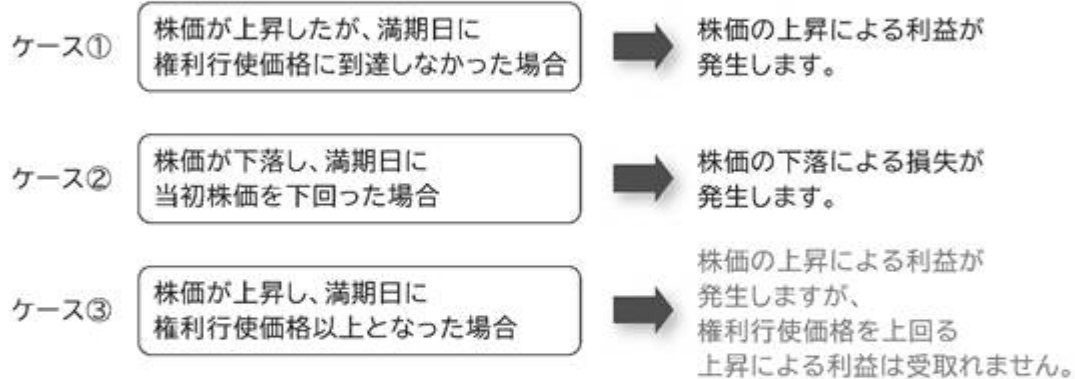 ケース①
株価が上昇したが、満期日に
権利行使価格に到達しなかった場合
株価の上昇による利益が
発生します。
ケース②
株価が下落し、満期日に
当初株価を下回った場合
株価の下落による損失が
発生します。
ケース③
株価が上昇し、満期日に
権利行使価格以上となった場合
株価の上昇による利益が
発生しますが、
権利行使価格を上回る
上昇による利益は受取れません。